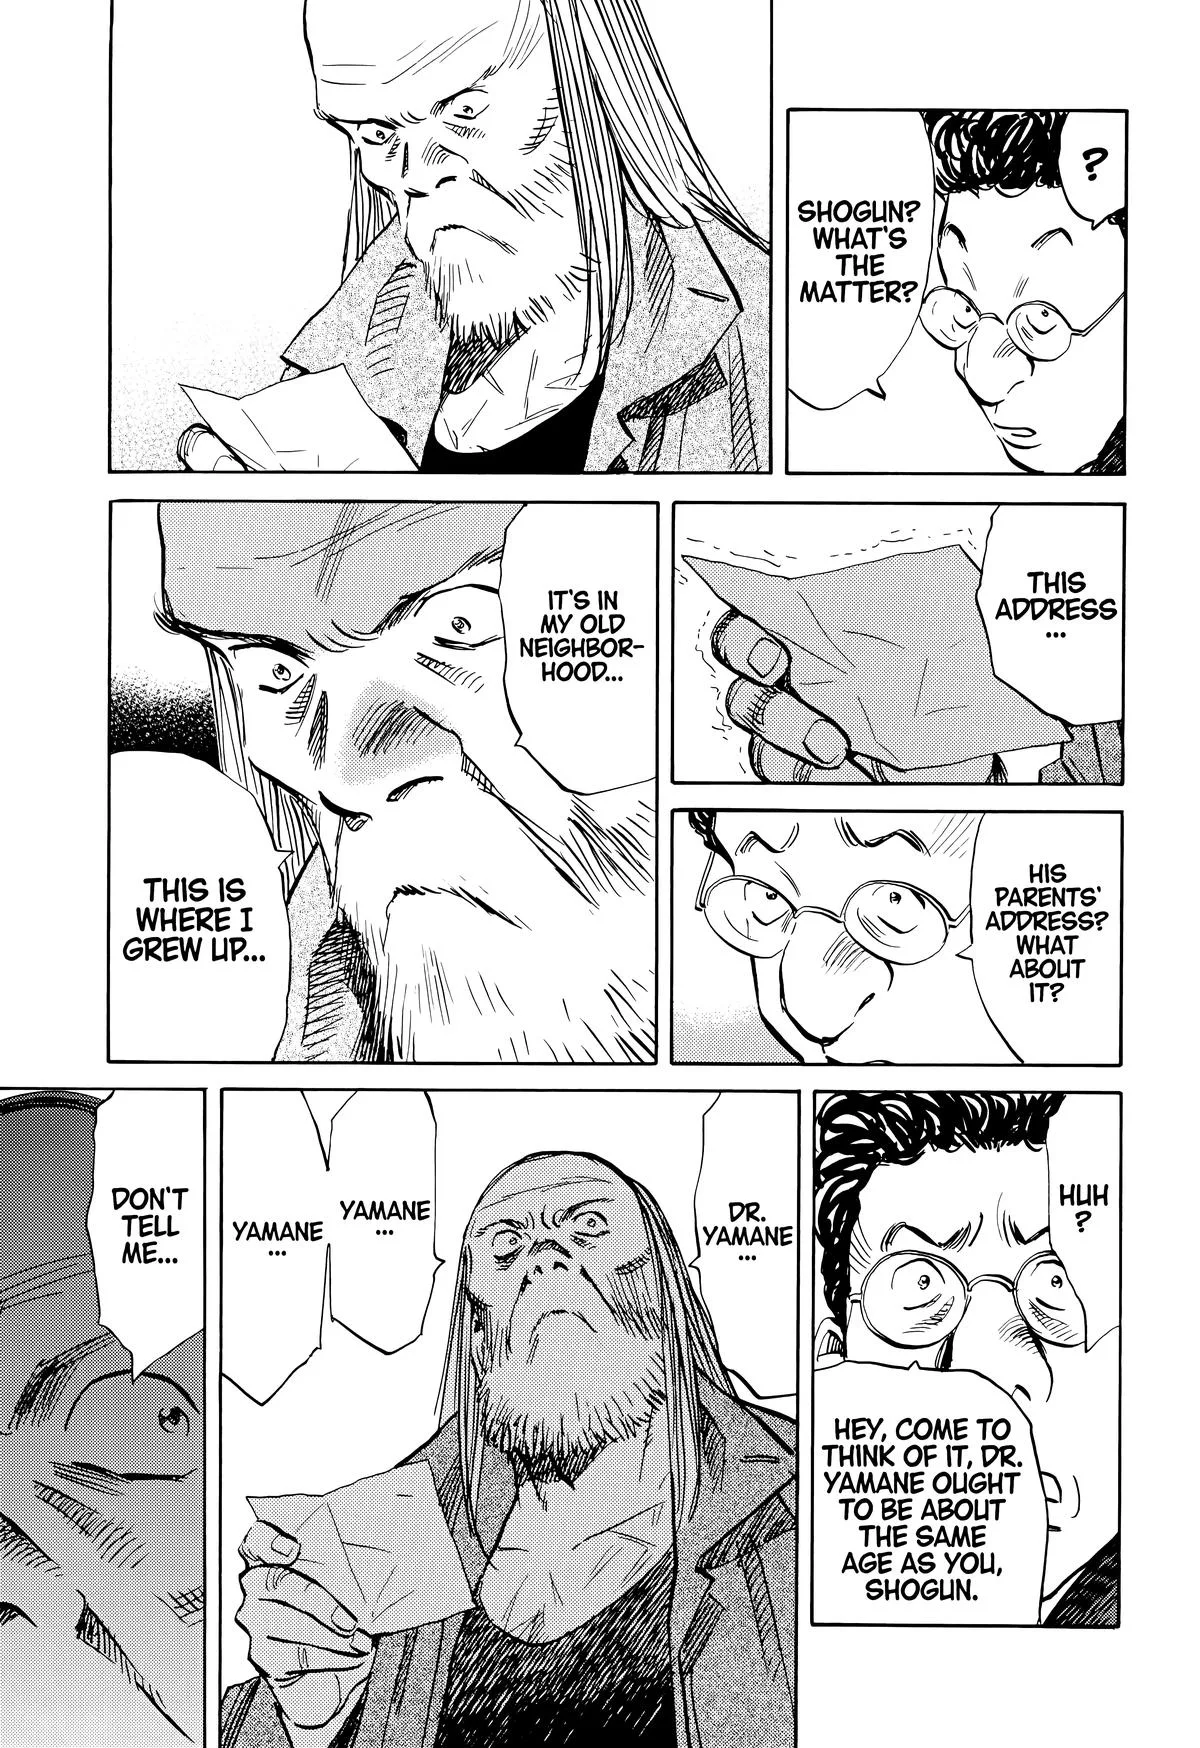 ?
SHOGUN?
WHAT'S
THE
MATTER?
THIS
ADDRESS
...
IT'S IN
MY OLD
NEIGHBOR-
HOOD...
THIS IS
WHERE I
GREW UP...
HIS
PARENTS'
ADDRESS?
WHAT
ABOUT
IT?
HUH
?
HEY, COME TO
THINK OF IT, DR.
YAMANE OUGHT
TO BE ABOUT
THE SAME
AGE AS YOU,
SHOGUN.
DR.
YAMANE
...
YAMANE
...
YAMANE
...
DON'T
TELL
ME...